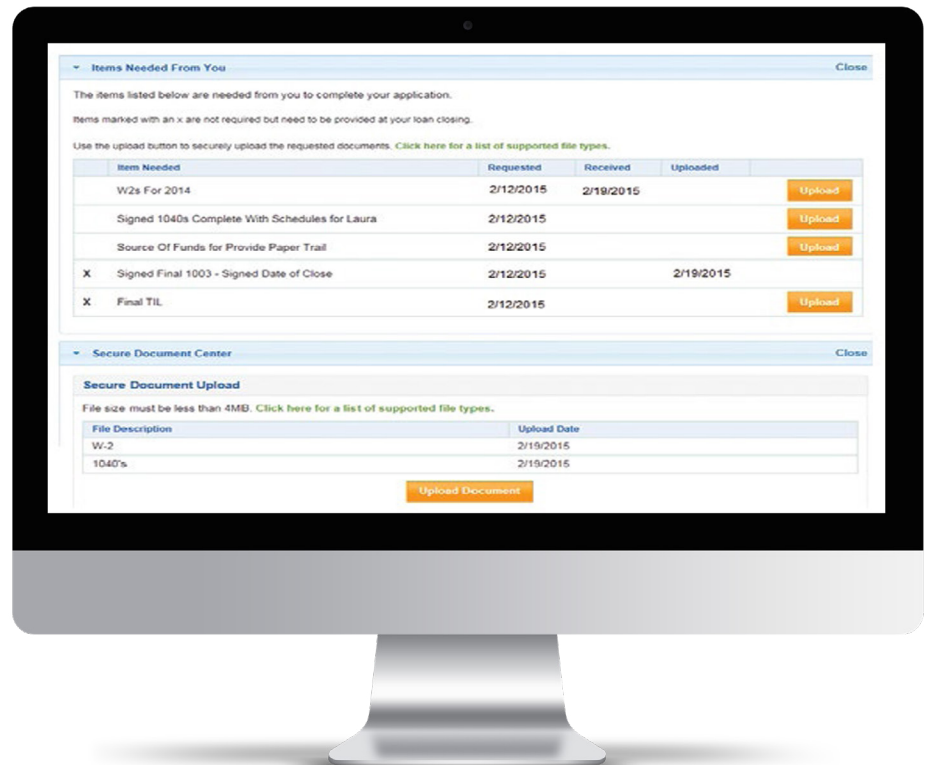 Items Needed From You Close
The items listed below are needed from you to complete your application.
Items marked with an x are not required but need to be provided at your loan closing.
Use the upload button to securely upload the requested documents. Click here for a list of supported file types.
Item Needed Requested Received Uploaded
W2s For 2014 2/12/2015 2/19/2015 Upload
Signed 1040s Complete With Schedules for Laura 2/12/2015 Upload
Source Of Funds for Provide Paper Trail 2/12/2015 Upload
X Signed Final 1003 - Signed Date of Close 2/12/2015 2/19/2015
X Final TIL 2/12/2015 Upload
Secure Document Center Close
Secure Document Upload
File size must be less than 4MB. Click here for a list of supported file types.
File Description Upload Date
W-2 2/19/2015
1040's 2/19/2015
Upload Document